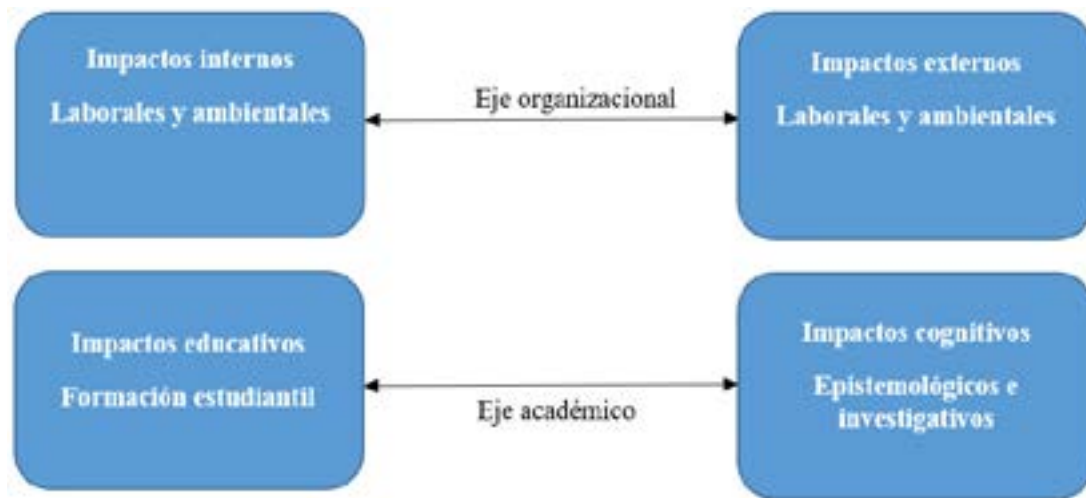 Impactos internos
Laborales y ambientales
Eje organizacional
Impactos externos
Laborales y ambientales
Impactos educativos
Formación estudiantil
Eje académico
Impactos cognitivos
Epistemológicos e
investigativos